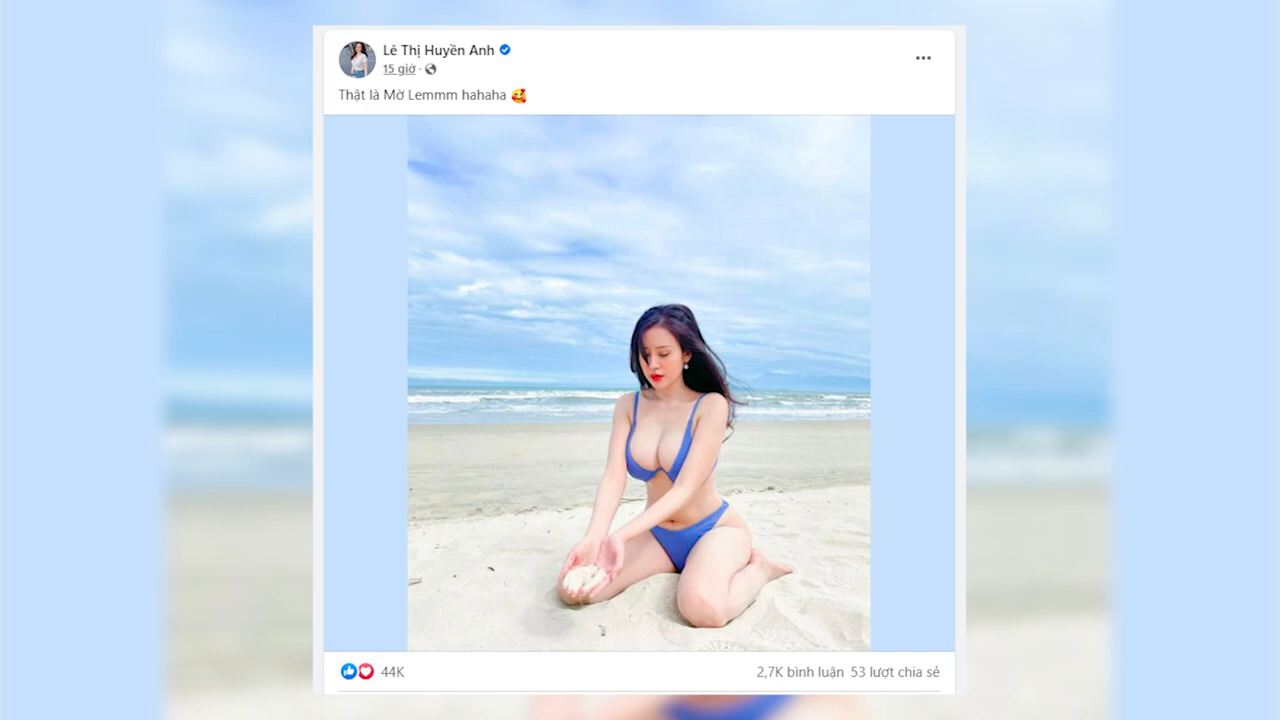 Lê Thị Huyền Anh
15 giờ ·
Thật là Mờ Lemmm hahaha 🥰
44K
2,7K bình luận 53 lượt chia sẻ